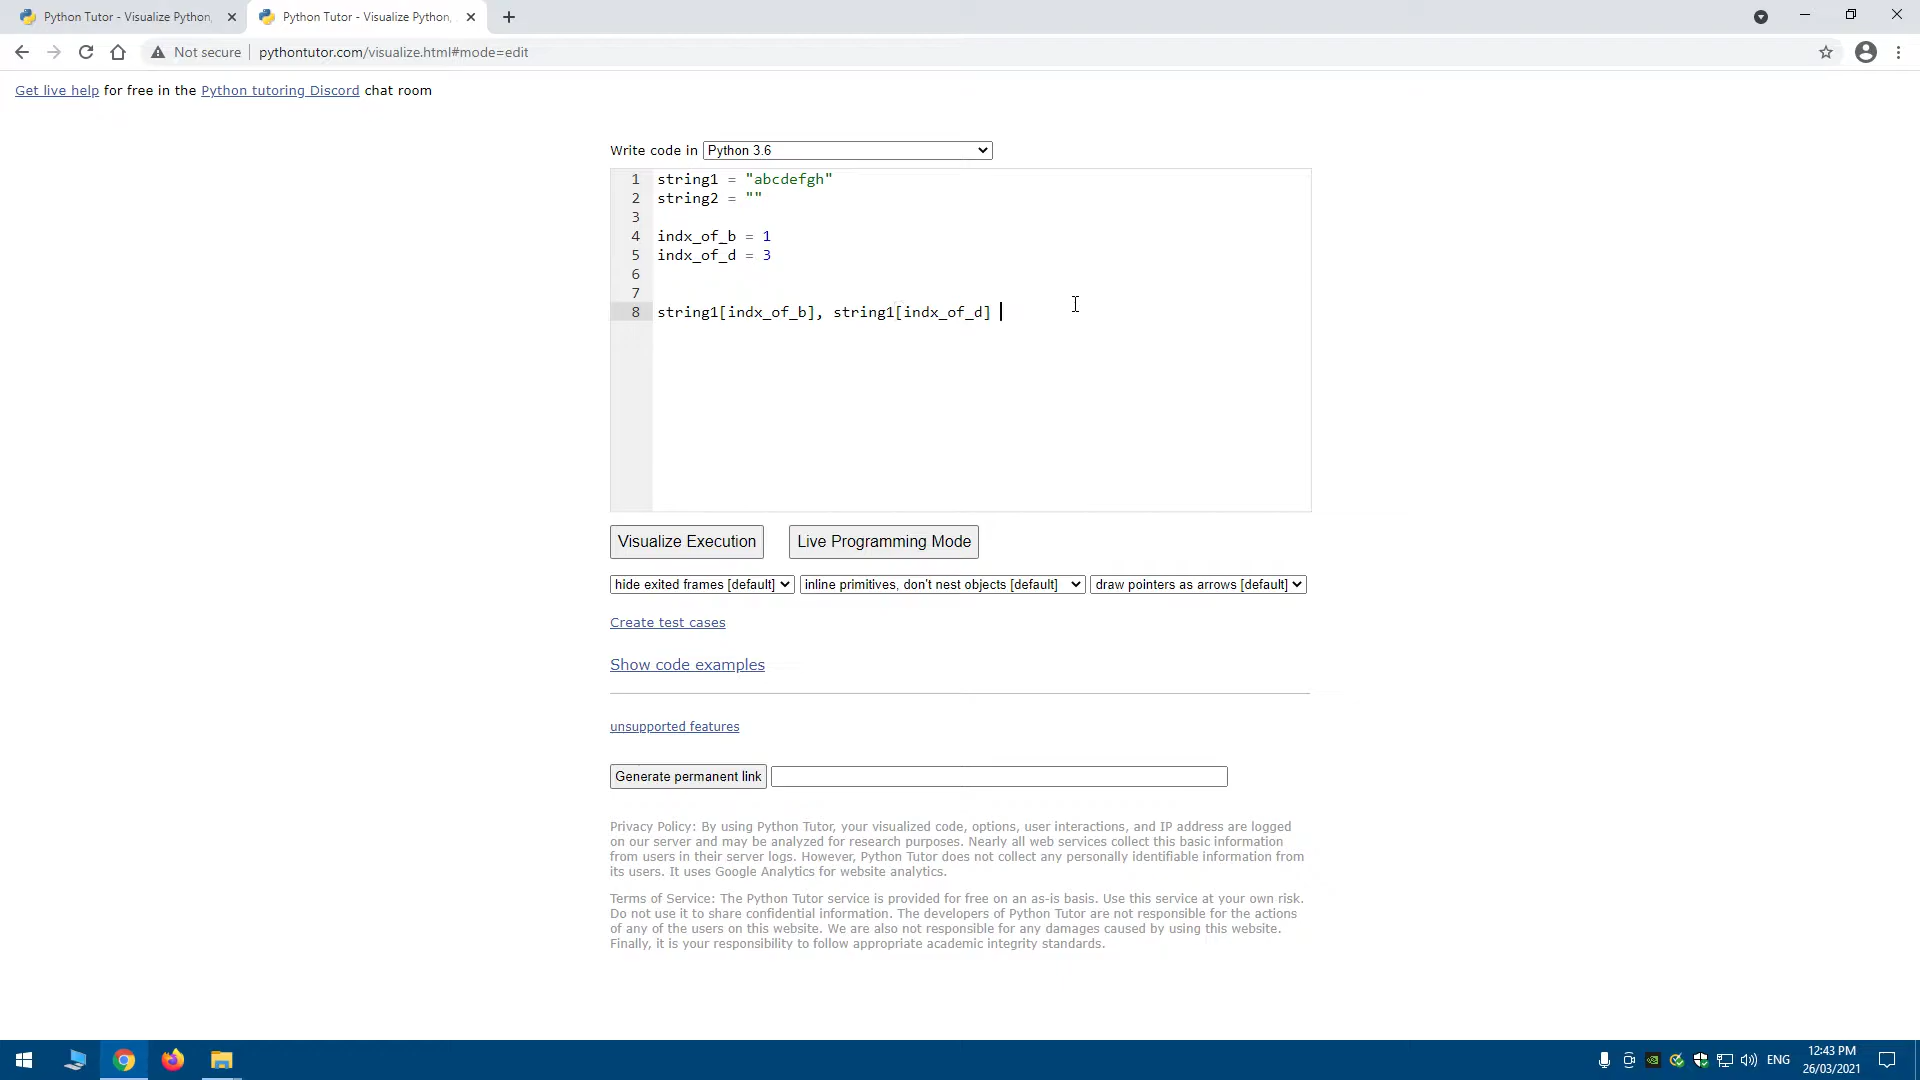 Python Tutor - Visualize Python,
Python Tutor - Visualize Python,
Not secure
pythontutor.com/visualize.html#mode=edit
Get live help for free in the Python tutoring Discord chat room
Write code in Python 3.6
1 string1 = "abcdefgh"
2 string2 = ""
3
4 indx_of_b = 1
5 indx_of_d = 3
6
7
8 string1[indx_of_b], string1[indx_of_d]
Visualize Execution
Live Programming Mode
hide exited frames [default]
inline primitives, don't nest objects [default]
draw pointers as arrows [default]
Create test cases
Show code examples
unsupported features
Generate permanent link
Privacy Policy: By using Python Tutor, your visualized code, options, user interactions, and IP address are logged
on our server and may be analyzed for research purposes. Nearly all web services collect this basic information
from users in their server logs. However, Python Tutor does not collect any personally identifiable information from
its users. It uses Google Analytics for website analytics.
Terms of Service: The Python Tutor service is provided for free on an as-is basis. Use this service at your own risk.
Do not use it to share confidential information. The developers of Python Tutor are not responsible for the actions
of any of the users on this website. We are also not responsible for any damages caused by using this website.
Finally, it is your responsibility to follow appropriate academic integrity standards.
ENG
12:43 PM
26/03/2021